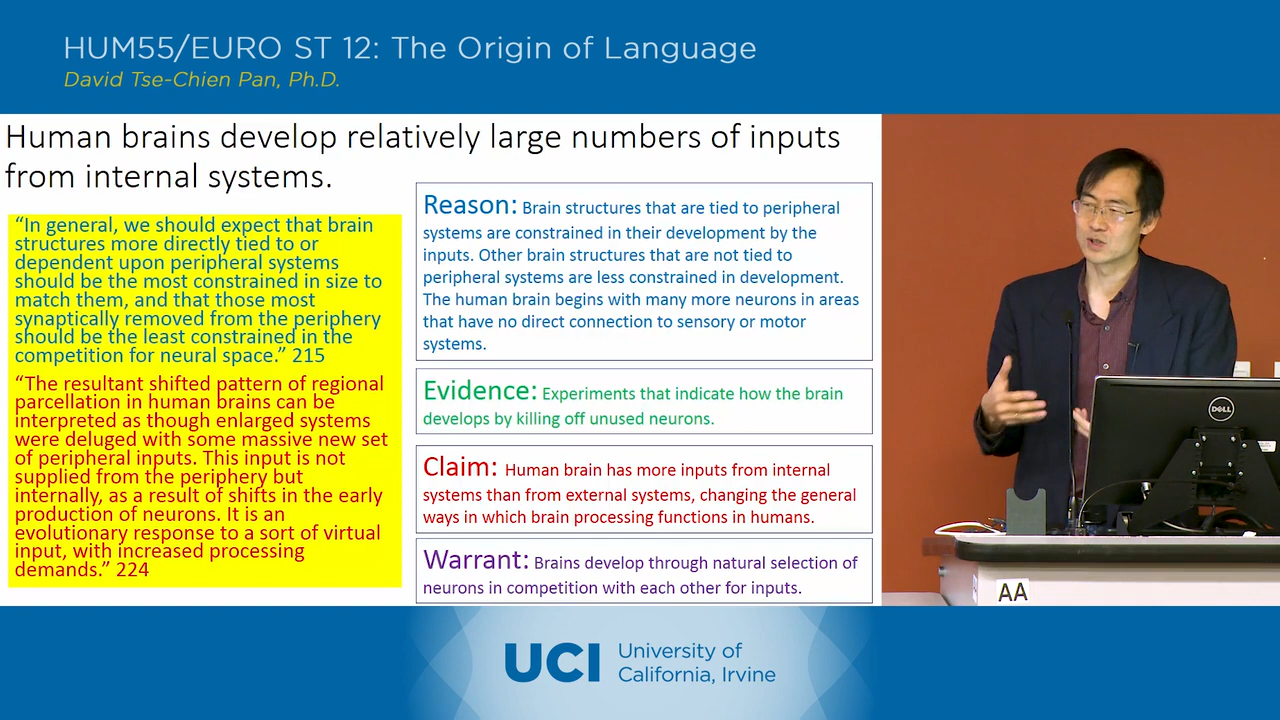 HUM55/EURO ST 12: The Origin of Language
David Tse-Chien Pan, Ph.D.
Human brains develop relatively large numbers of inputs
from internal systems.
“In general, we should expect that brain
structures more directly tied to or
dependent upon peripheral systems
should be the most constrained in size to
match them, and that those most
synaptically removed from the periphery
should be the least constrained in the
competition for neural space.” 215
“The resultant shifted pattern of regional
parcellation in human brains can be
interpreted as though enlarged systems
were deluged with some massive new set
of peripheral inputs. This input is not
supplied from the periphery but
internally, as a result of shifts in the early
production of neurons. It is an
evolutionary response to a sort of virtual
input, with increased processing
demands.” 224
Reason: Brain structures that are tied to peripheral
systems are constrained in their development by the
inputs. Other brain structures that are not tied to
peripheral systems are less constrained in development.
The human brain begins with many more neurons in areas
that have no direct connection to sensory or motor
systems.
Evidence: Experiments that indicate how the brain
develops by killing off unused neurons.
Claim: Human brain has more inputs from internal
systems than from external systems, changing the general
ways in which brain processing functions in humans.
Warrant: Brains develop through natural selection of
neurons in competition with each other for inputs.
DELL
AA
UCI University of
California, Irvine